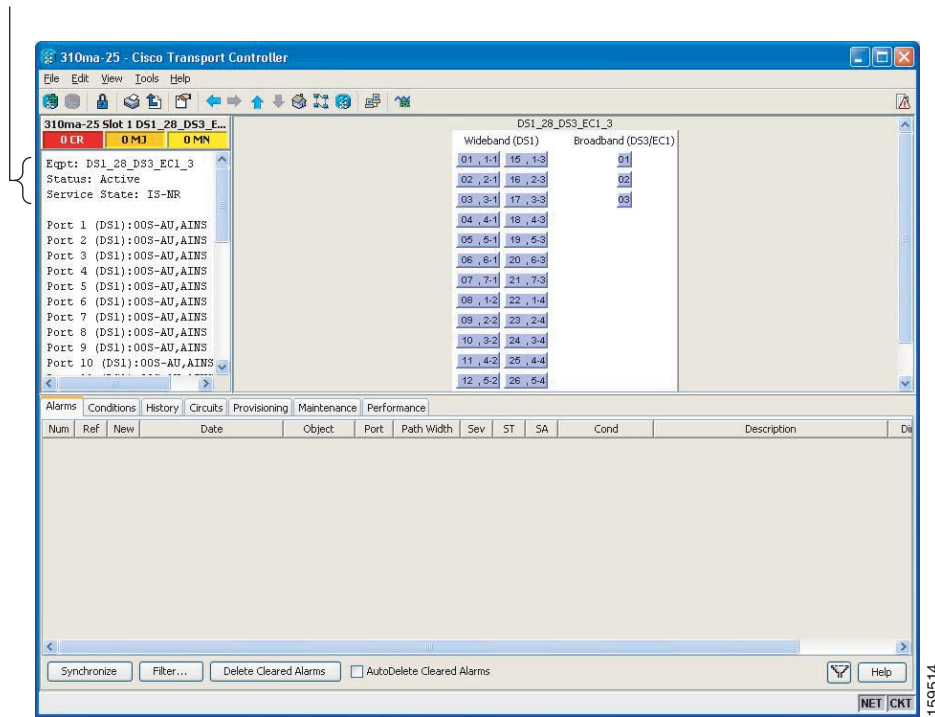 310ma-25 - Cisco Transport Controller
File Edit View Tools Help
310ma-25 Slot 1 DS1_28_DS3_E...
0 CR 0 MJ 0 MN
Eqpt: DS1_28_DS3_EC1_3
Status: Active
Service State: IS-NR
Port 1 (DS1):OOS-AU,AINS
Port 2 (DS1):OOS-AU,AINS
Port 3 (DS1):OOS-AU,AINS
Port 4 (DS1):OOS-AU,AINS
Port 5 (DS1):OOS-AU,AINS
Port 6 (DS1):OOS-AU,AINS
Port 7 (DS1):OOS-AU,AINS
Port 8 (DS1):OOS-AU,AINS
Port 9 (DS1):OOS-AU,AINS
Port 10 (DS1):OOS-AU,AINS
DS1_28_DS3_EC1_3
Wideband (DS1) Broadband (DS3/EC1)
01 , 1-1 15 , 1-3 01
02 , 2-1 16 , 2-3 02
03 , 3-1 17 , 3-3 03
04 , 4-1 18 , 4-3
05 , 5-1 19 , 5-3
06 , 6-1 20 , 6-3
07 , 7-1 21 , 7-3
08 , 1-2 22 , 1-4
09 , 2-2 23 , 2-4
10 , 3-2 24 , 3-4
11 , 4-2 25 , 4-4
12 , 5-2 26 , 5-4
Alarms Conditions History Circuits Provisioning Maintenance Performance
Num Ref New Date Object Port Path Width Sev ST SA Cond Description
Synchronize Filter... Delete Cleared Alarms AutoDelete Cleared Alarms Help
NET CKT
159514